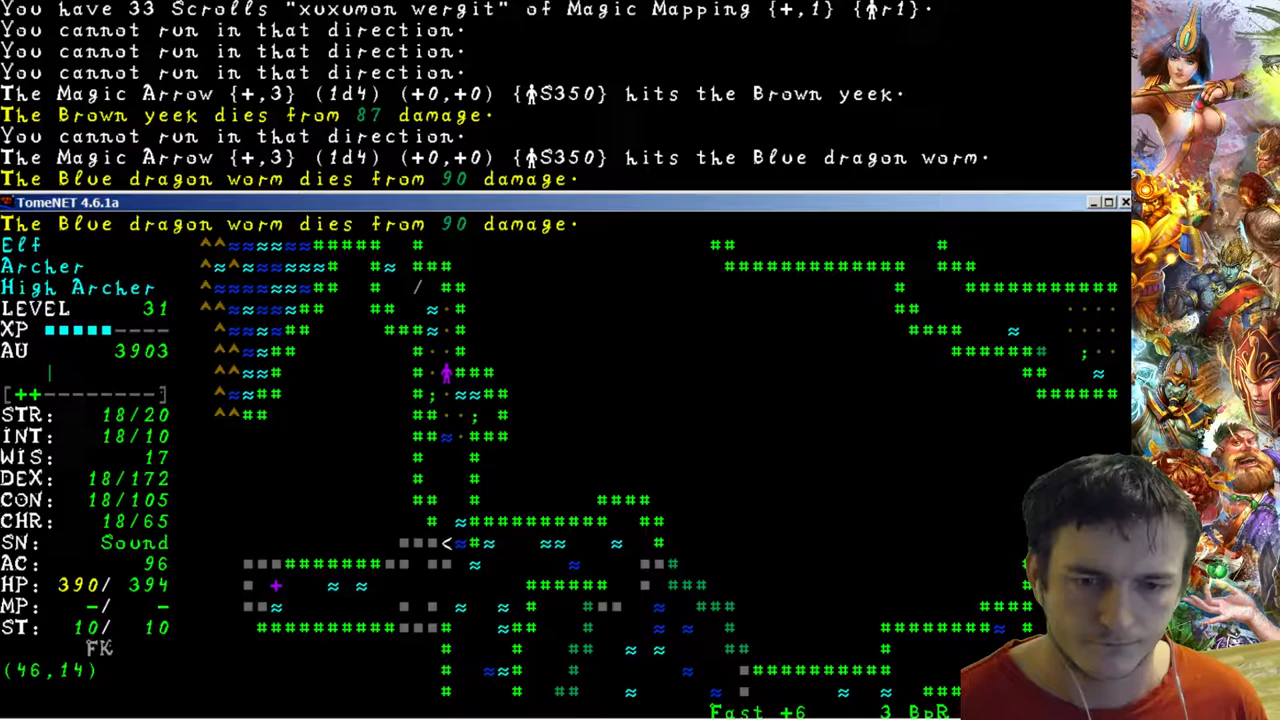 You have 33 Scrolls "xuxumon wergit" of Magic Mapping {+,1} {r1}.
You cannot run in that direction.
You cannot run in that direction.
You cannot run in that direction.
The Magic Arrow {+,3} (1d4) (+0,+0) {S350} hits the Brown yeek.
The Brown yeek dies from 87 damage.
You cannot run in that direction.
The Magic Arrow {+,3} (1d4) (+0,+0) {S350} hits the Blue dragon worm.
The Blue dragon worm dies from 90 damage.
TomeNET 4.6.1a
The Blue dragon worm dies from 90 damage.
Elf
Archer
High Archer
LEVEL 31
XP
AU 3903
[++---------]
STR: 18/20
INT: 18/10
WIS: 17
DEX: 18/172
CON: 18/105
CHR: 18/65
SN: Sound
AC: 96
HP: 390/ 394
MP: -/ -
ST: 10/ 10
FK
(46,14)
Fast +6 3 BpR